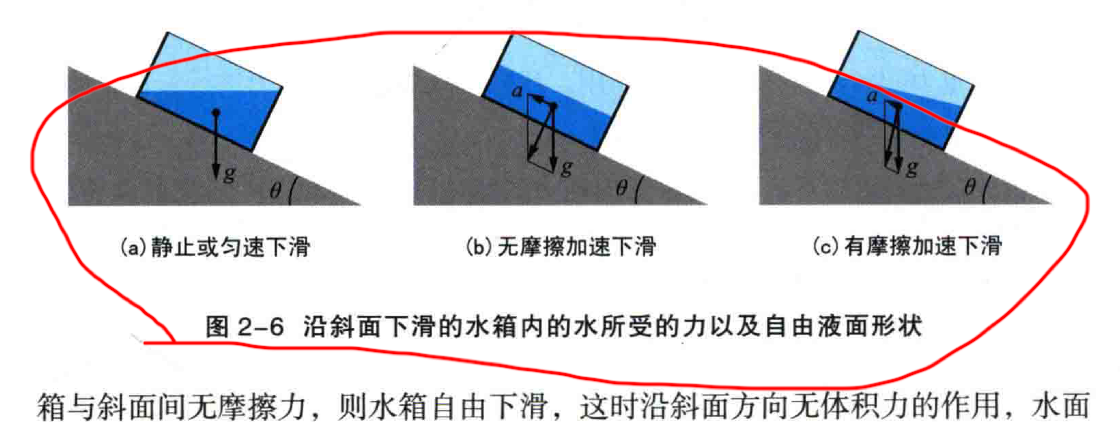 g
θ
a
g
θ
a
g
θ
(a)静止或匀速下滑
(b)无摩擦加速下滑
(c)有摩擦加速下滑
图 2-6 沿斜面下滑的水箱内的水所受的力以及自由液面形状
箱与斜面间无摩擦力，则水箱自由下滑，这时沿斜面方向无体积力的作用，水面